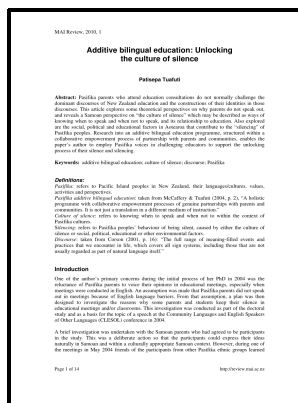 MAI Review, 2010, 1
Additive bilingual education: Unlocking
the culture of silence
Patisepa Tuafuti
Abstract: Pasifika parents who attend education consultations do not normally challenge the
dominant discourses of New Zealand education and the constructions of their identities in those
discourses. This article explores some theoretical perspectives on why parents do not speak out,
and reveals a Samoan perspective on "the culture of silence" which may be described as ways of
knowing when to speak and when not to speak, and its relationship to education. Also explored
are the social, political and educational factors in Aotearoa that contribute to the "silencing" of
Pasifika peoples. Research into an additive bilingual education programme, structured within a
collaborative empowerment process of partnership with parents and communities, enables the
paper's author to employ Pasifika voices in challenging educators to support the unlocking
process of their silence and silencing.
Keywords: additive bilingual education; culture of silence; discourse; Pasifika
Definitions:
Pasifika: refers to Pacific Island peoples in New Zealand, their languages/cultures, values,
activities and perspectives.
Pasifika additive bilingual education: taken from McCaffery & Tuafuti (2004, p. 2), "A holistic
programme with collaborative empowerment processes of genuine partnerships with parents and
communities. It is not just a translation in a different medium of instruction."
Culture of silence: refers to knowing when to speak and when not to within the context of
Pasifika cultures.
Silencing: refers to Pasifika peoples' behaviour of being silent, caused by either the culture of
silence or social, political, educational or other environmental factors.
Discourse: taken from Corson (2001, p. 16): "The full range of meaning-filled events and
practices that we encounter in life, which covers all sign systems, including those that are not
usually regarded as part of natural language itself."
Introduction
One of the author's primary concerns during the initial process of her PhD in 2004 was the
reluctance of Pasifika parents to voice their opinions in educational meetings, especially when
meetings were conducted in English. An assumption was made that Pasifika parents did not speak
out in meetings because of English language barriers. From that assumption, a plan was then
designed to investigate the reasons why some parents and students keep their silence in
educational meetings and/or classrooms. This investigation was conducted as part of the doctoral
study and as a basis for the topic of a speech at the Community Languages and English Speakers
of Other Languages (CLESOL) conference in 2004.
A brief investigation was undertaken with the Samoan parents who had agreed to be participants
in the study. This was a deliberate action so that the participants could express their ideas
naturally in Samoan and within a culturally appropriate Samoan context. However, during one of
the meetings in May 2004 friends of the participants from other Pasifika ethnic groups learned
Page 1 of 14
http://review.mai.ac.nz